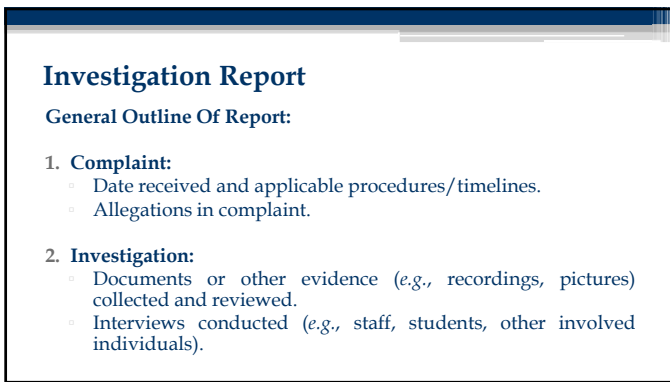 Investigation Report
General Outline Of Report:
1. Complaint:
▫ Date received and applicable procedures/timelines.
▫ Allegations in complaint.
2. Investigation:
▫ Documents or other evidence (e.g., recordings, pictures)
collected and reviewed.
▫ Interviews conducted (e.g., staff, students, other involved
individuals).